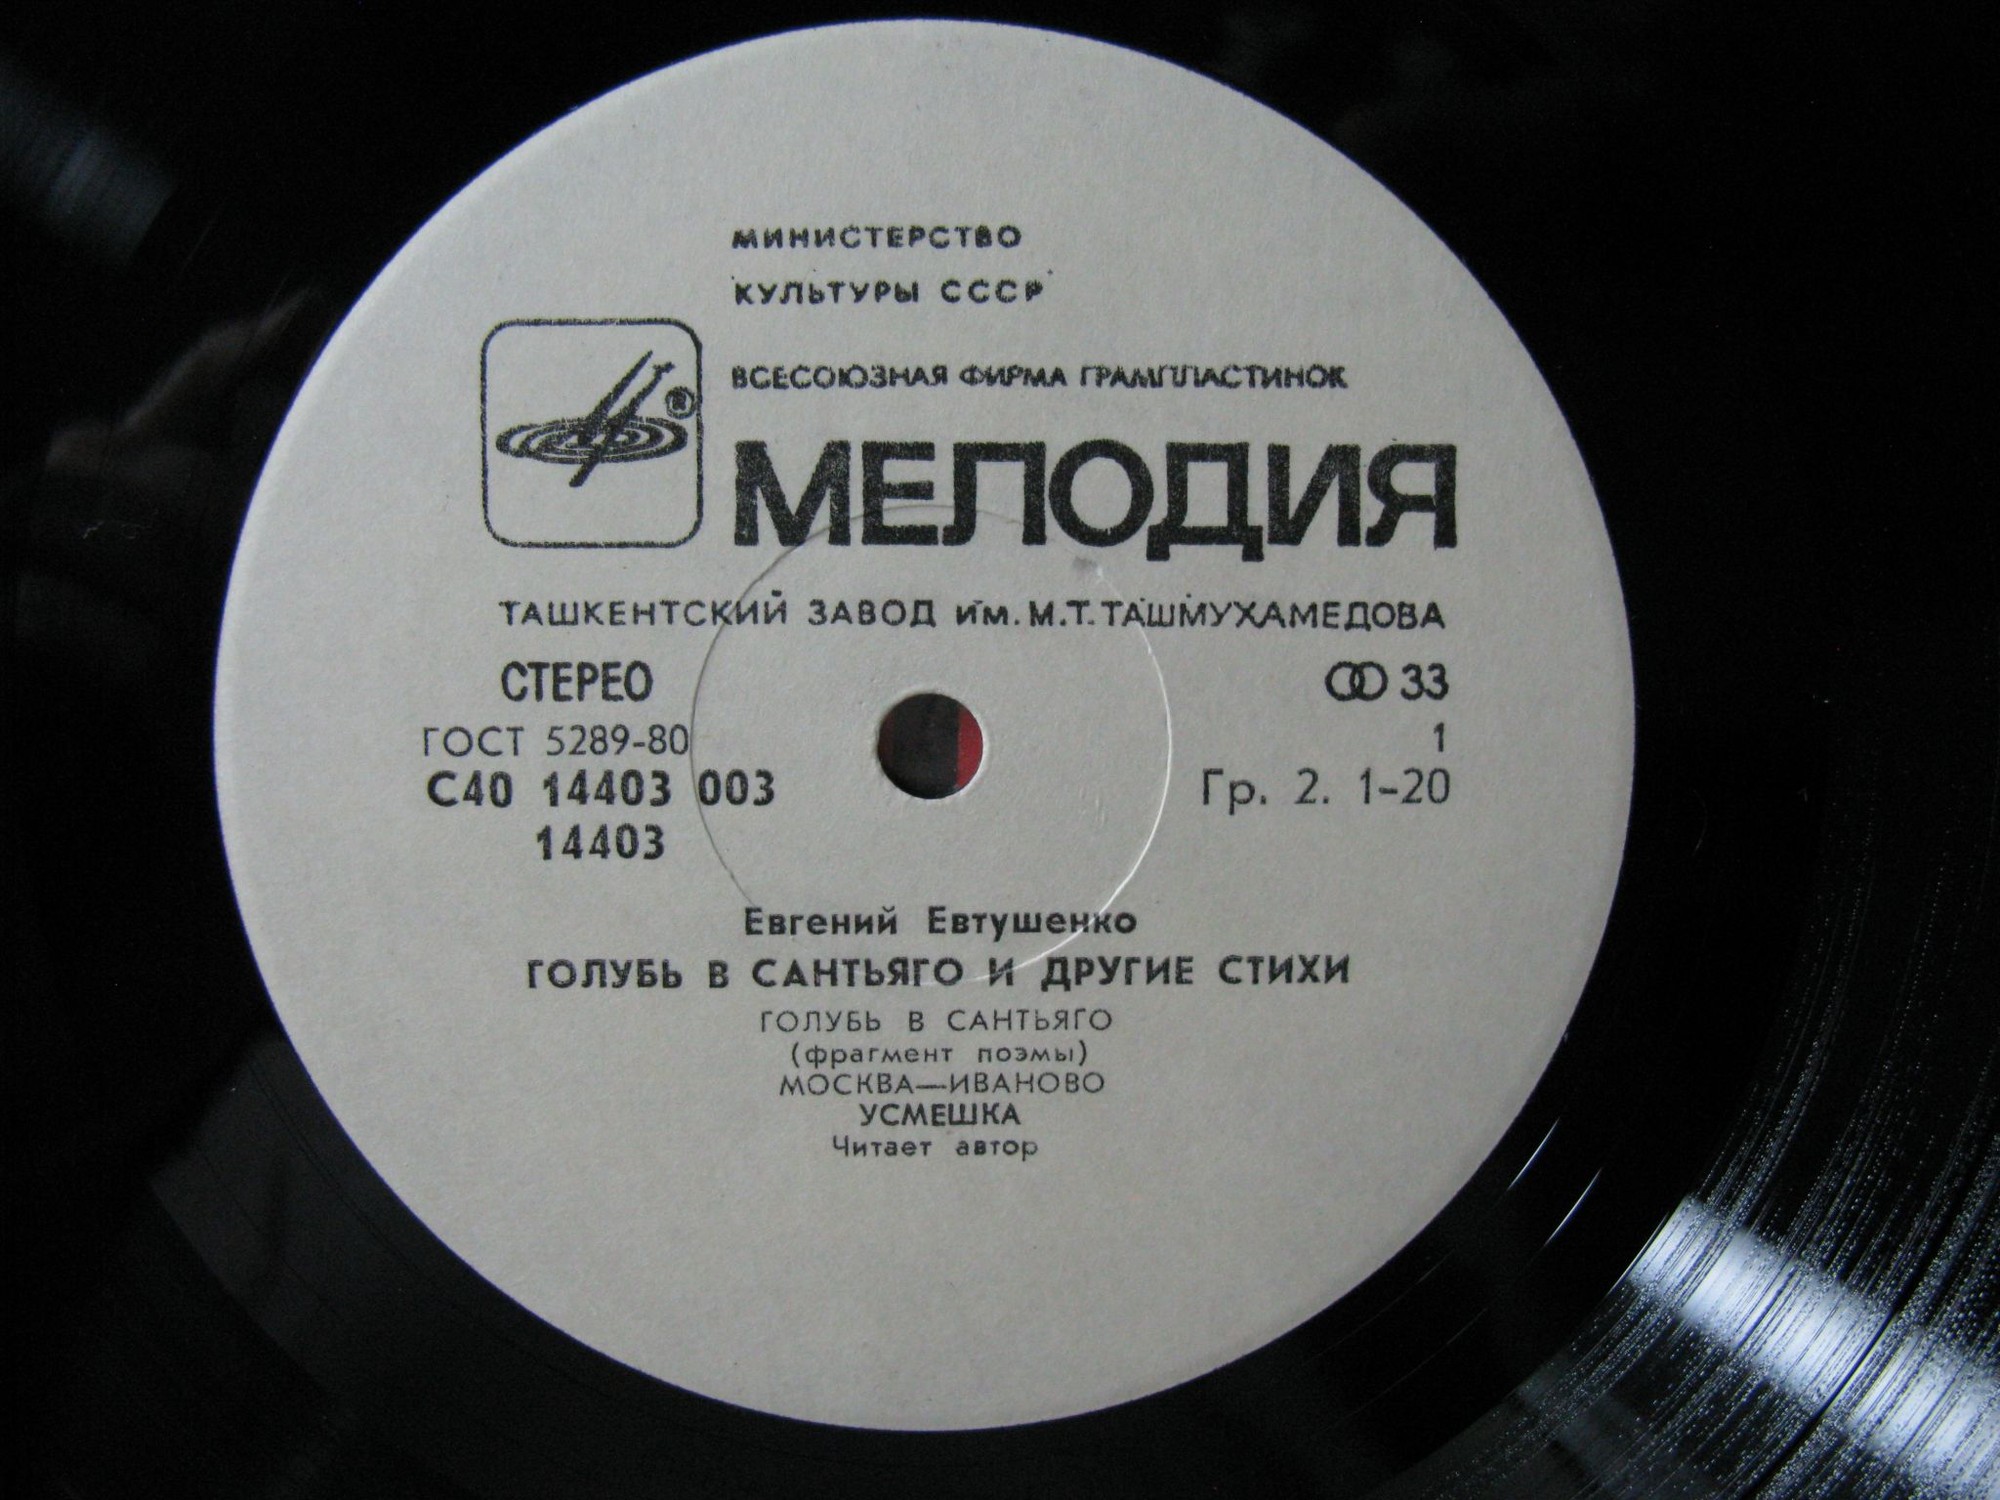 МИНИСТЕРСТВО
КУЛЬТУРЫ СССР
ВСЕСОЮЗНАЯ ФИРМА ГРАМПЛАСТИНОК
®
МЕЛОДИЯ
ТАШКЕНТСКИЙ ЗАВОД им. М.Т. ТАШМУХАМЕДОВА
СТЕРЕО 33
ГОСТ 5289-80 1
С40 14403 003 Гр. 2. 1-20
14403
Евгений Евтушенко
ГОЛУБЬ В САНТЬЯГО И ДРУГИЕ СТИХИ
ГОЛУБЬ В САНТЬЯГО
(фрагмент поэмы)
МОСКВА—ИВАНОВО
УСМЕШКА
Читает автор